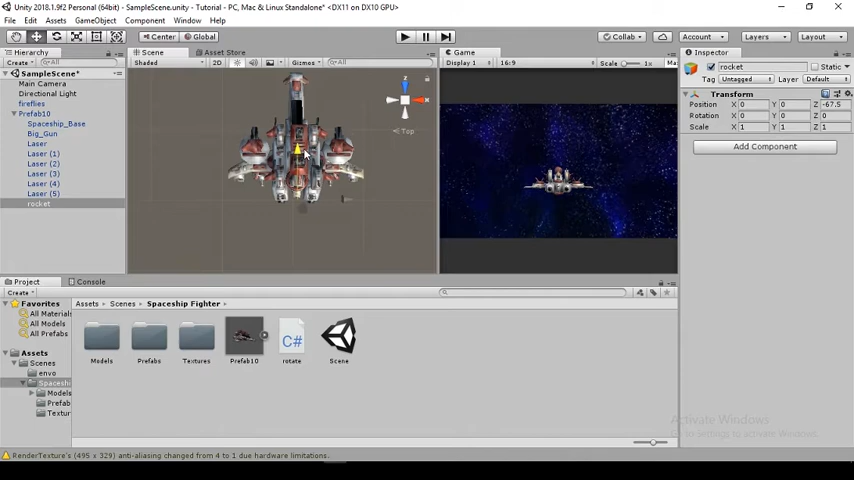 SampleScene.unity - Tutorial - PC, Mac & Linux Standalone* <DX11 on DX10 GPU>
File Edit Assets GameObject Component Window Help
Center Global Collab Account Layers Layout
Hierarchy Scene Asset Store Game Inspector
Create All Shaded 2D Gizmos All Display 1 16:9 Scale 1x rocket Static
SampleScene* Tag Untagged Layer Default
Main Camera
Directional Light
fireflies
Prefab10
Spaceship_Base
Big_Gun
Laser
Laser (1)
Laser (2)
Laser (3)
Laser (4)
Laser (5)
rocket
z
x
Top
Transform
Position X 0 Y 0 Z -67.5
Rotation X 0 Y 0 Z 0
Scale X 1 Y 1 Z 1
Add Component
Project Console
Create
Favorites
All Materials
All Models
All Prefabs
Assets
Scenes
envo
Spaceshi
Models
Prefab
Textur
Assets Scenes Spaceship Fighter
Models Prefabs Textures Prefab10 rotate Scene
C#
Activate Windows
Go to Settings to activate Windows.
RenderTexture's (495 x 329) anti-aliasing changed from 4 to 1 due hardware limitations.